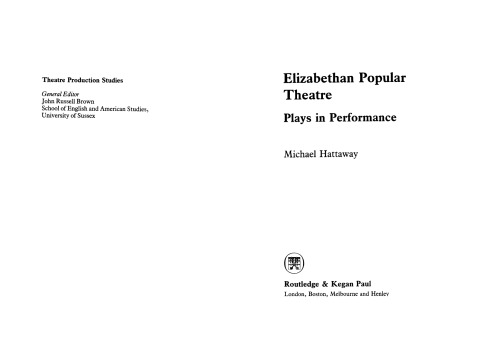 Theatre Production Studies
General Editor
John Russell Brown
School of English and American Studies,
University of Sussex
Elizabethan Popular
Theatre
Plays in Performance
Michael Hattaway
Routledge & Kegan Paul
London, Boston, Melbourne and Henley